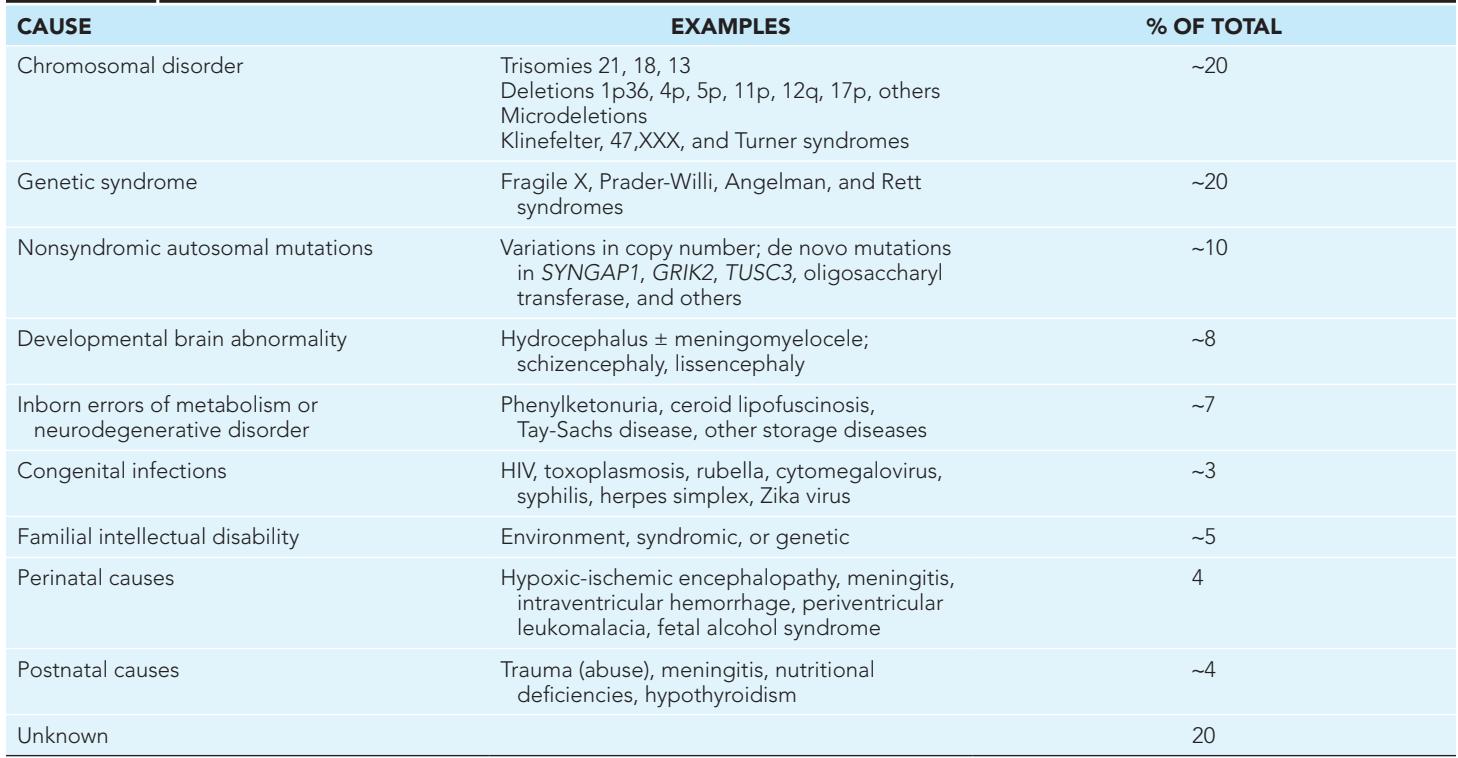 CAUSE EXAMPLES % OF TOTAL
Chromosomal disorder Trisomies 21, 18, 13 ~20
Deletions 1p36, 4p, 5p, 11p, 12q, 17p, others
Microdeletions
Klinefelter, 47,XXX, and Turner syndromes
Genetic syndrome Fragile X, Prader-Willi, Angelman, and Rett ~20
syndromes
Nonsyndromic autosomal mutations Variations in copy number; de novo mutations ~10
in SYNGAP1, GRIK2, TUSC3, oligosaccharyl
transferase, and others
Developmental brain abnormality Hydrocephalus ± meningomyelocele; ~8
schizencephaly, lissencephaly
Inborn errors of metabolism or Phenylketonuria, ceroid lipofuscinosis, ~7
neurodegenerative disorder Tay-Sachs disease, other storage diseases
Congenital infections HIV, toxoplasmosis, rubella, cytomegalovirus, ~3
syphilis, herpes simplex, Zika virus
Familial intellectual disability Environment, syndromic, or genetic ~5
Perinatal causes Hypoxic-ischemic encephalopathy, meningitis, 4
intraventricular hemorrhage, periventricular
leukomalacia, fetal alcohol syndrome
Postnatal causes Trauma (abuse), meningitis, nutritional ~4
deficiencies, hypothyroidism
Unknown 20